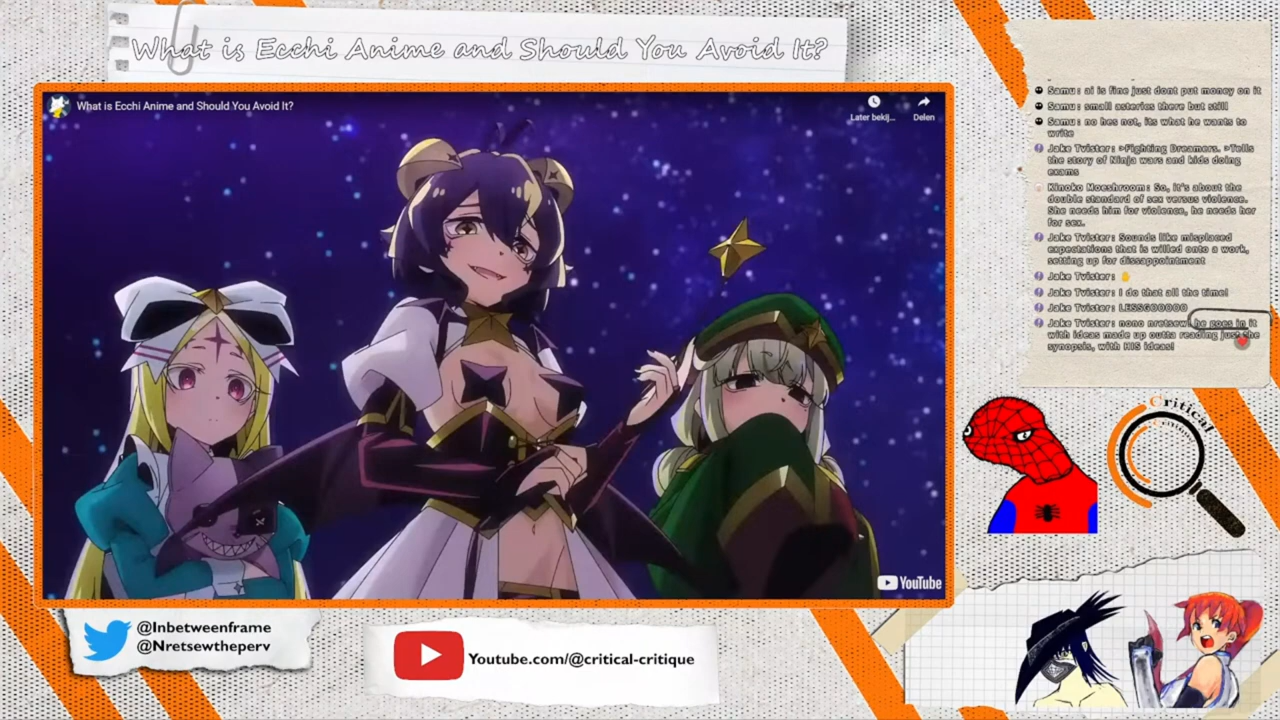 What is Ecchi Anime and Should You Avoid It?
What is Ecchi Anime and Should You Avoid It?
Later bekij...
Delen
YouTube
Samu: ai is fine just dont put money on it
Samu: small asterics there but still
Samu: no hes not, its what he wants to
write
Jake Tvister: >Fighting Dreamers. >Tells
the story of Ninja wars and kids doing
exams
Kinoko Moeshroom: So, it's about the
double standard of sex versus violence.
She needs him for violence, he needs her
for sex.
Jake Tvister: Sounds like misplaced
expectations that is willed onto a work,
setting up for dissappointment
Jake Tvister: ✋
Jake Tvister: I do that all the time!
Jake Tvister: LESSGOOOOO
Jake Tvister: nono nretsew! he goes in it
with ideas made up outta reading just the
synopsis, with HIS ideas!
Critical
@Inbetweenframe
@Nretsewtheperv
Youtube.com/@critical-critique